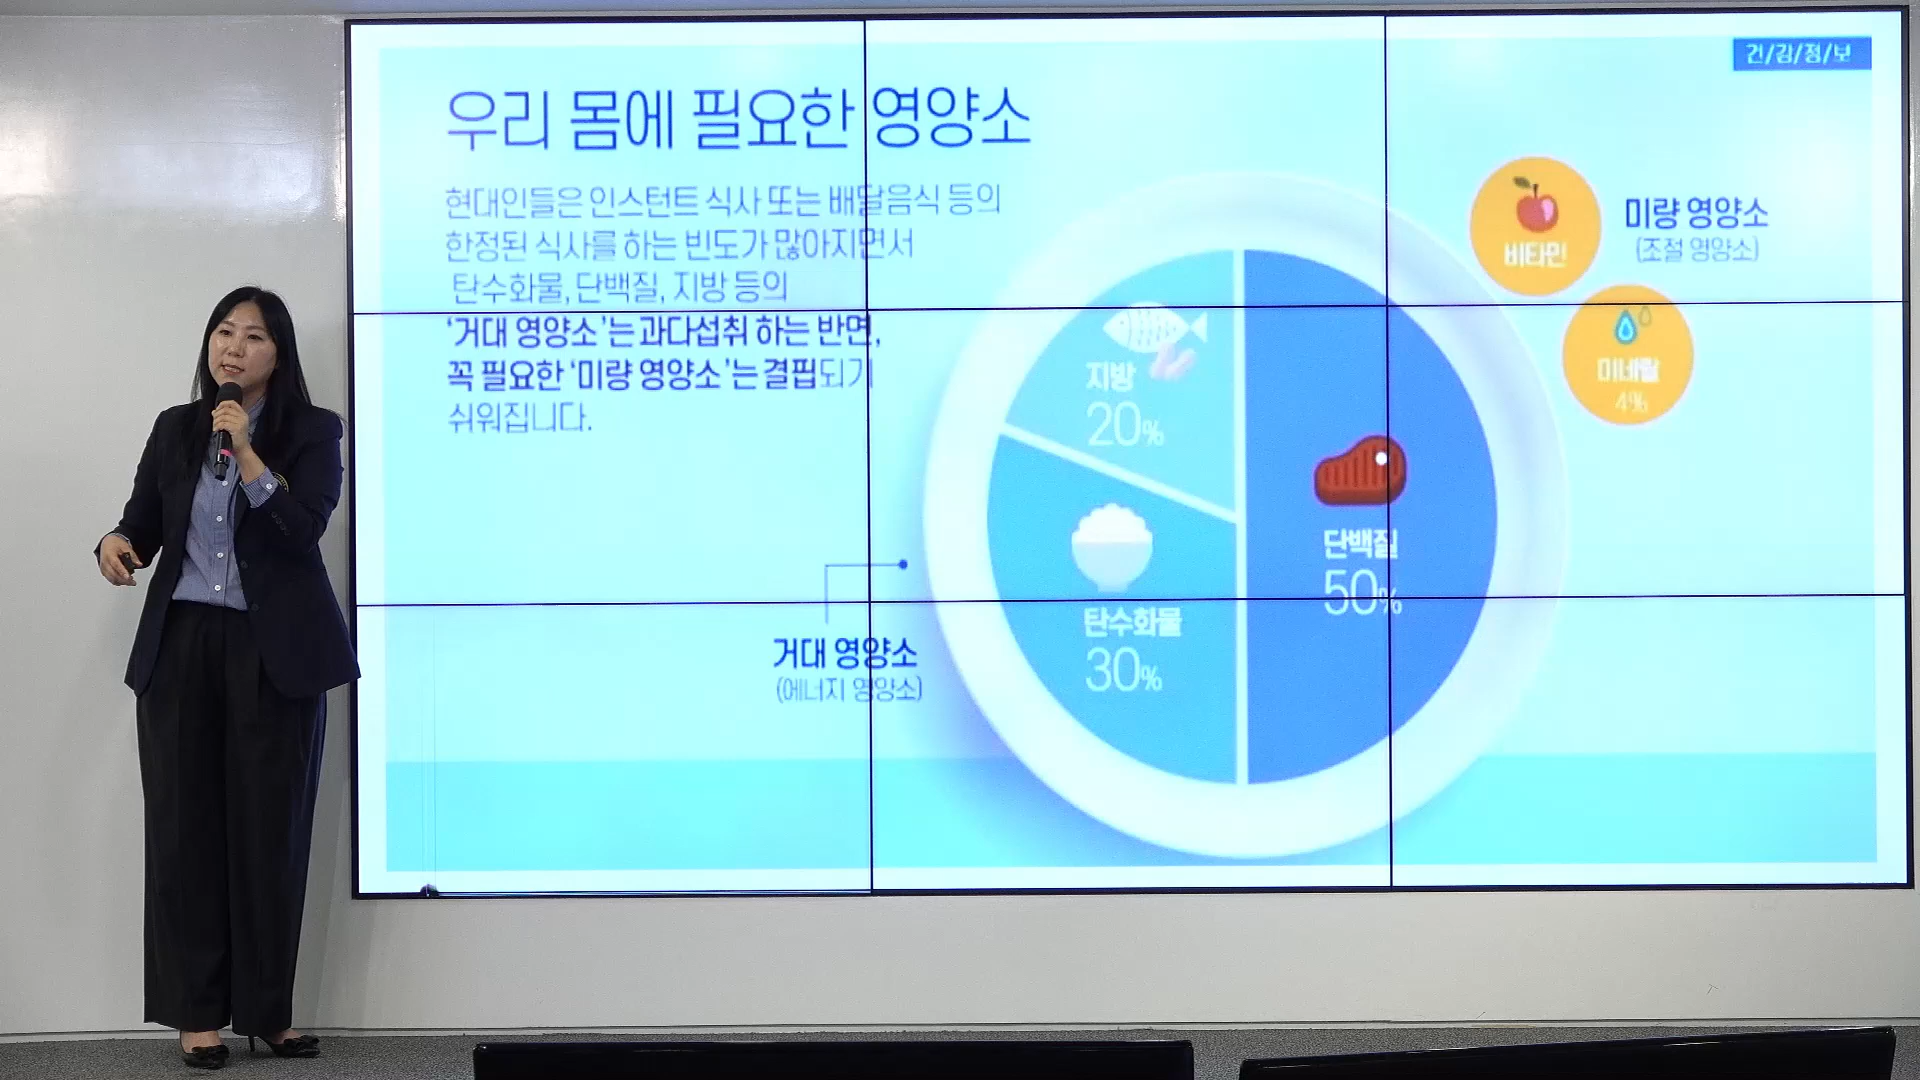 건/강/정/보
우리 몸에 필요한 영양소
현대인들은 인스턴트 식사 또는 배달음식 등의
한정된 식사를 하는 빈도가 많아지면서
탄수화물, 단백질, 지방 등의
‘거대 영양소’는 과다섭취 하는 반면,
꼭 필요한 ‘미량 영양소’는 결핍되기
쉬워집니다.
비타민
미량 영양소
(조절 영양소)
미네랄
4%
지방
20%
단백질
50%
탄수화물
30%
거대 영양소
(에너지 영양소)